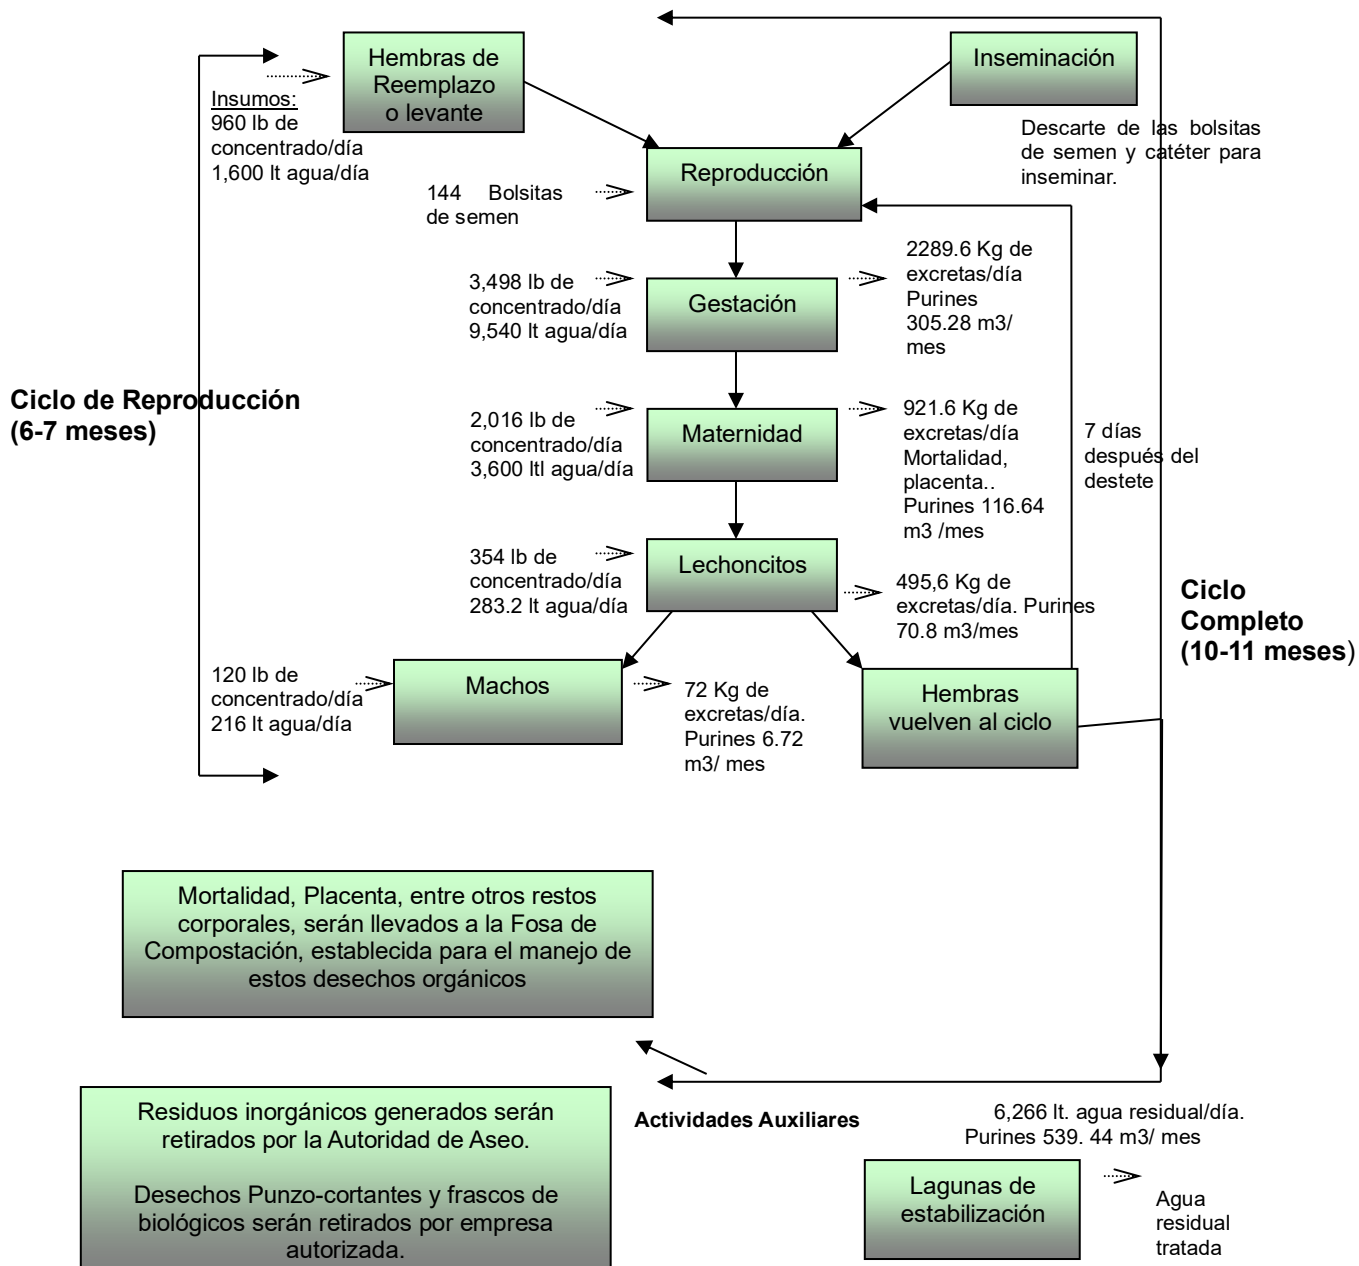 Hembras de
Reemplazo
o levante
Inseminación
Insumos:
960 lb de
concentrado/día
1,600 lt agua/día
Descarte de las bolsitas
de semen y catéter para
inseminar.
Reproducción
144 Bolsitas
de semen
3,498 lb de
concentrado/día
9,540 lt agua/día
Gestación
2289.6 Kg de
excretas/día
Purines
305.28 m3/
mes
Ciclo de Reproducción
(6-7 meses)
2,016 lb de
concentrado/día
3,600 ltl agua/día
Maternidad
921.6 Kg de
excretas/día
Mortalidad,
placenta..
Purines 116.64
m3 /mes
7 días
después del
destete
354 lb de
concentrado/día
283.2 lt agua/día
Lechoncitos
495,6 Kg de
excretas/día. Purines
70.8 m3/mes
Ciclo
Completo
(10-11 meses)
120 lb de
concentrado/día
216 lt agua/día
Machos
72 Kg de
excretas/día.
Purines 6.72
m3/ mes
Hembras
vuelven al ciclo
Mortalidad, Placenta, entre otros restos
corporales, serán llevados a la Fosa de
Compostación, establecida para el manejo de
estos desechos orgánicos
Residuos inorgánicos generados serán
retirados por la Autoridad de Aseo.
Desechos Punzo-cortantes y frascos de
biológicos serán retirados por empresa
autorizada.
Actividades Auxiliares
6,266 lt. agua residual/día.
Purines 539. 44 m3/ mes
Lagunas de
estabilización
Agua
residual
tratada